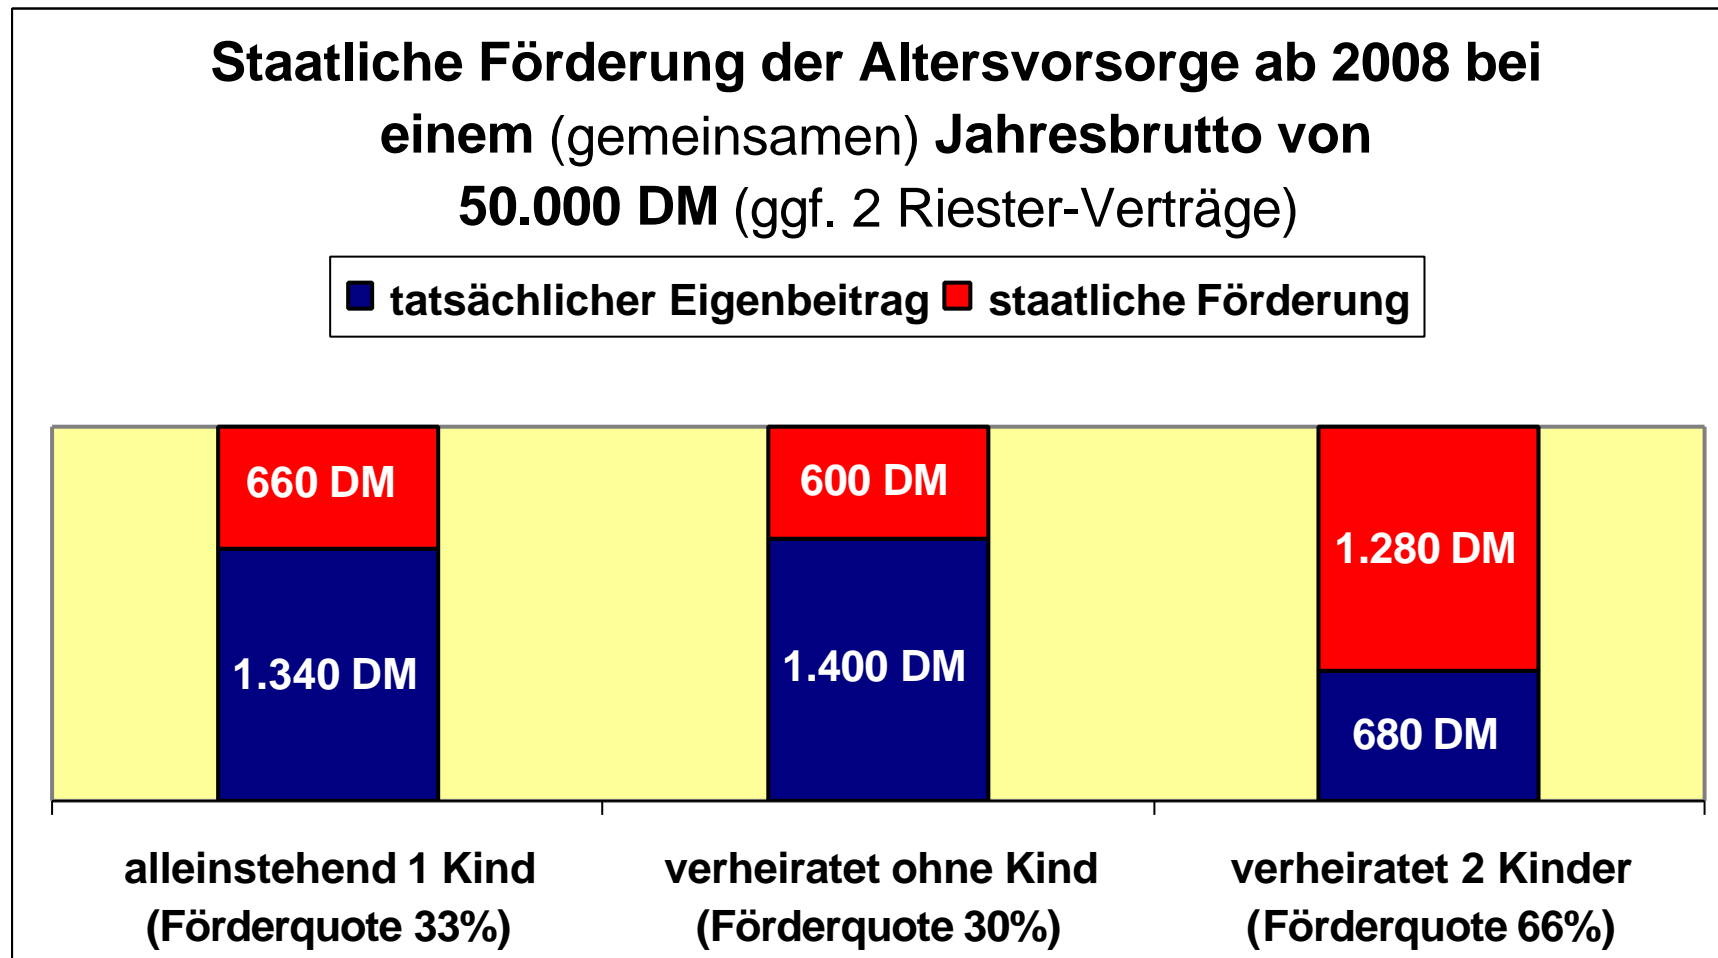 Staatliche Förderung der Altersvorsorge ab 2008 bei
einem (gemeinsamen) Jahresbrutto von
50.000 DM (ggf. 2 Riester-Verträge)
tatsächlicher Eigenbeitrag staatliche Förderung
660 DM 600 DM 1.280 DM
1.340 DM 1.400 DM 680 DM
alleinstehend 1 Kind verheiratet ohne Kind verheiratet 2 Kinder
(Förderquote 33%) (Förderquote 30%) (Förderquote 66%)